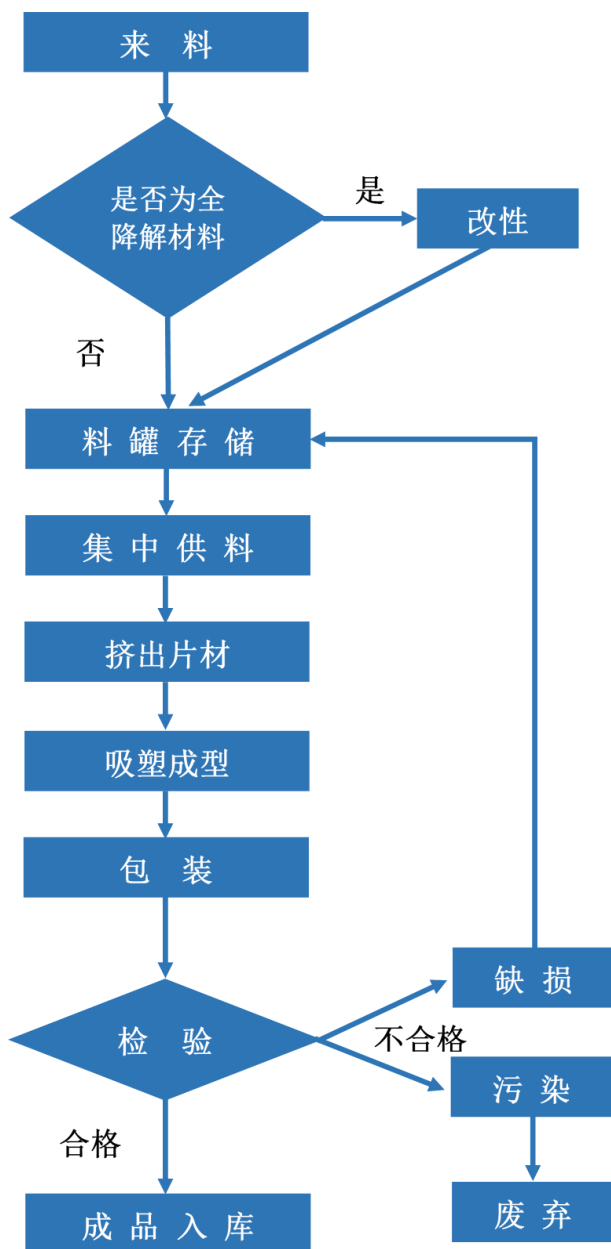 来 料
是否为全
降解材料
是
改性
否
料 罐 存 储
集 中 供 料
挤出片材
吸塑成型
包 装
缺 损
检 验
不合格
污 染
合格
成 品 入 库
废 弃